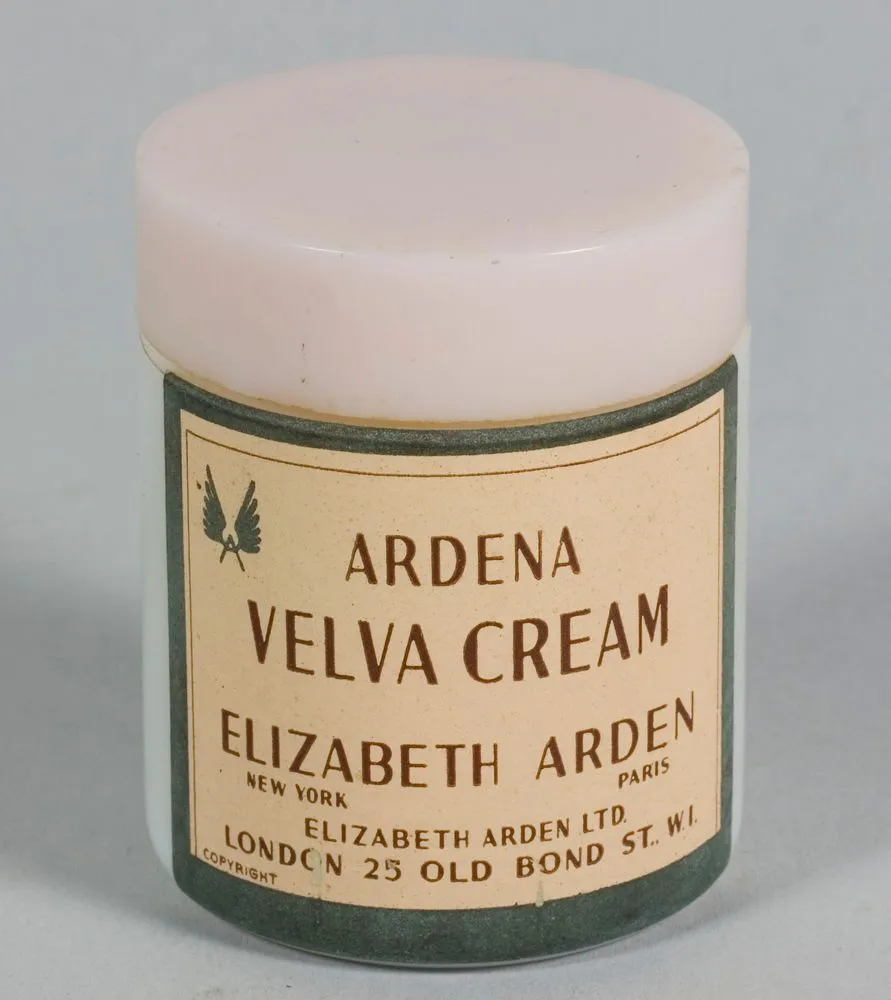 ARDENA
VELVA CREAM
ELIZABETH ARDEN
NEW YORK PARIS
ELIZABETH ARDEN LTD.
LONDON 25 OLD BOND ST., W.I.
COPYRIGHT